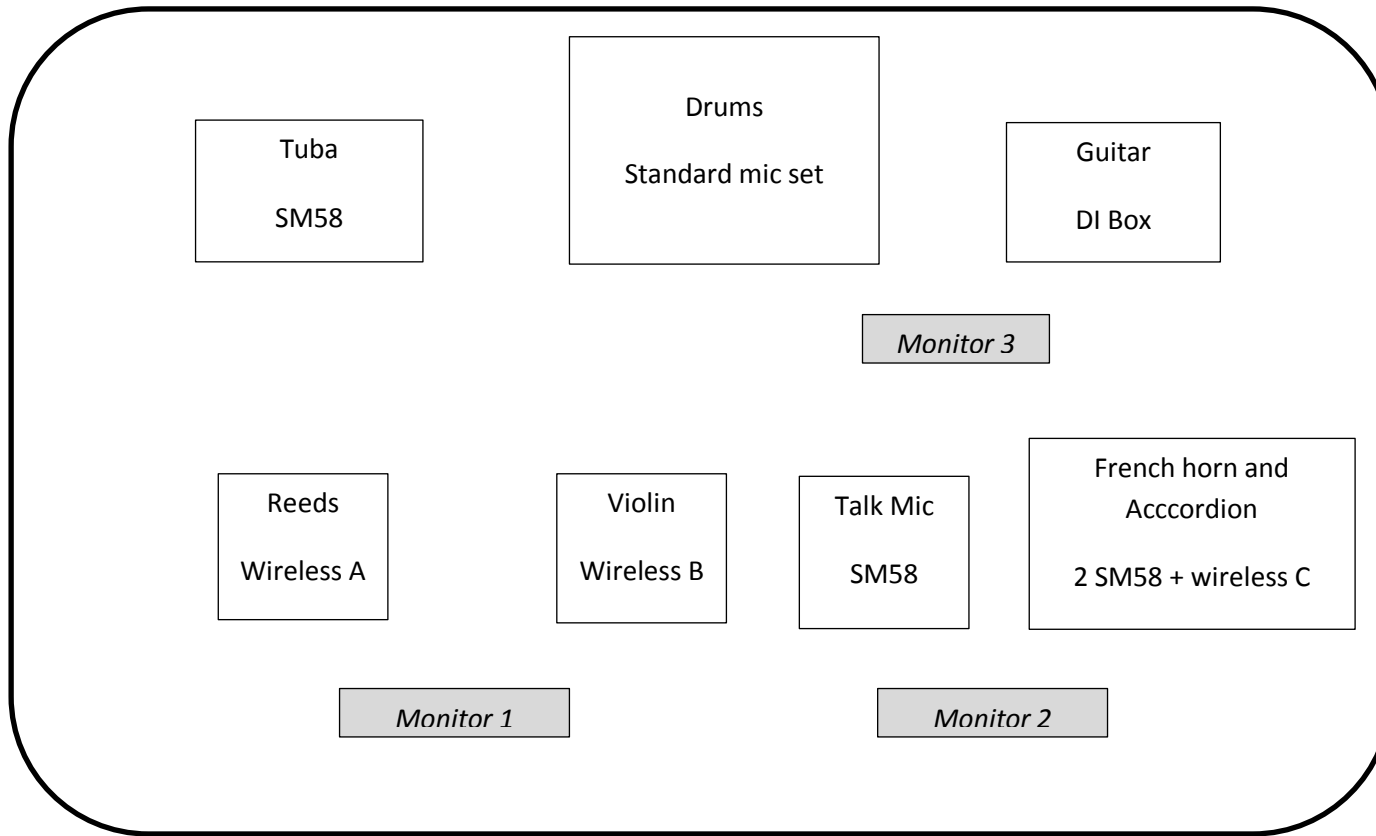 Drums
Standard mic set
Tuba
SM58
Guitar
DI Box
Monitor 3
Reeds
Wireless A
Violin
Wireless B
Talk Mic
SM58
French horn and
Acccordion
2 SM58 + wireless C
Monitor 1
Monitor 2